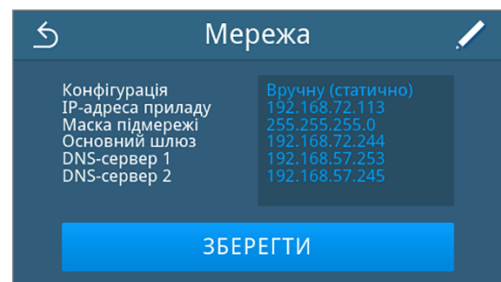 Мережа
Конфігурація Вручну (статично)
IP-адреса приладу 192.168.72.113
Маска підмережі 255.255.255.0
Основний шлюз 192.168.72.244
DNS-сервер 1 192.168.57.253
DNS-сервер 2 192.168.57.245
ЗБЕРЕГТИ